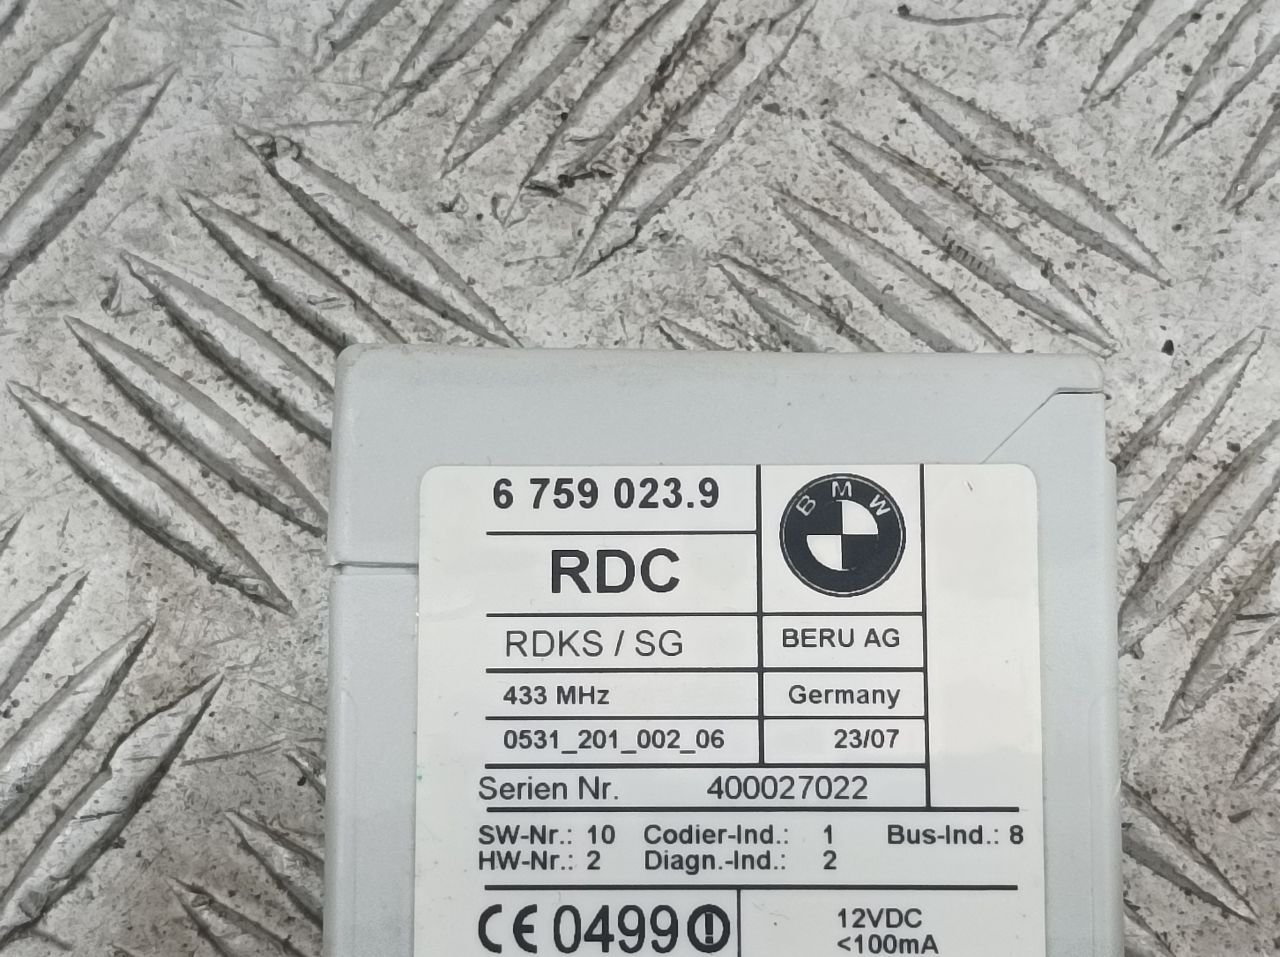 6 759 023.9
BMW
RDC
RDKS / SG BERU AG
433 MHz Germany
0531_201_002_06 23/07
Serien Nr. 400027022
SW-Nr.: 10 Codier-Ind.: 1 Bus-Ind.: 8
HW-Nr.: 2 Diagn.-Ind.: 2
CE 0499 12VDC
<100mA